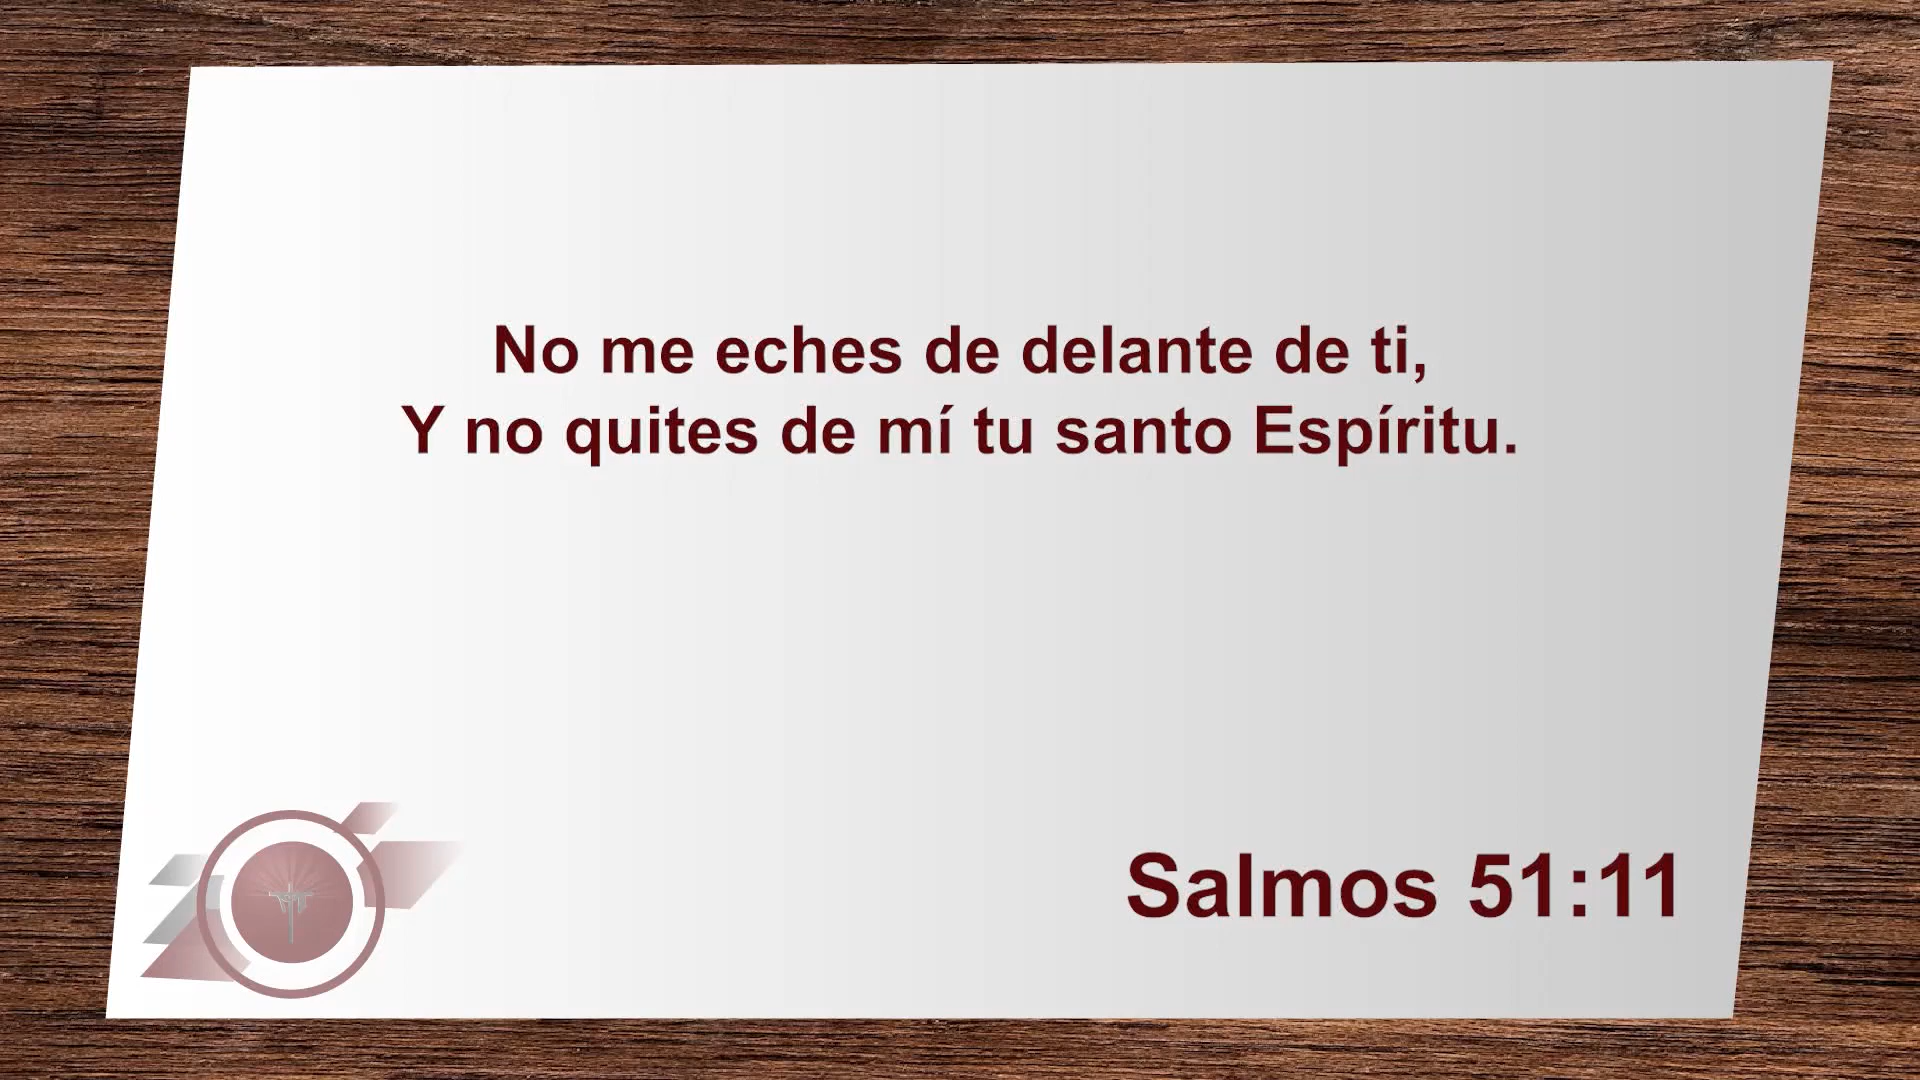 No me eches de delante de ti,
Y no quites de mí tu santo Espíritu.
Salmos 51:11